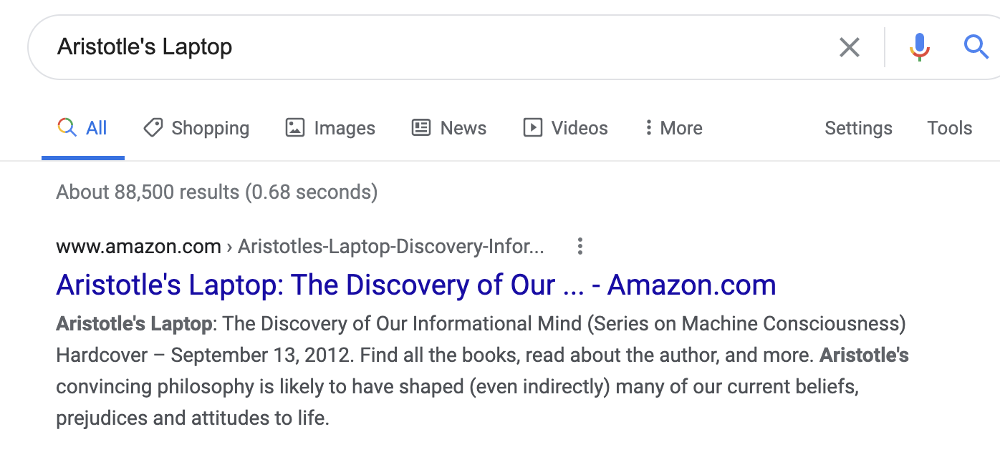 Aristotle's Laptop
All Shopping Images News Videos More Settings Tools
About 88,500 results (0.68 seconds)
www.amazon.com › Aristotles-Laptop-Discovery-Infor...
Aristotle's Laptop: The Discovery of Our ... - Amazon.com
Aristotle's Laptop: The Discovery of Our Informational Mind (Series on Machine Consciousness)
Hardcover – September 13, 2012. Find all the books, read about the author, and more. Aristotle's
convincing philosophy is likely to have shaped (even indirectly) many of our current beliefs,
prejudices and attitudes to life.